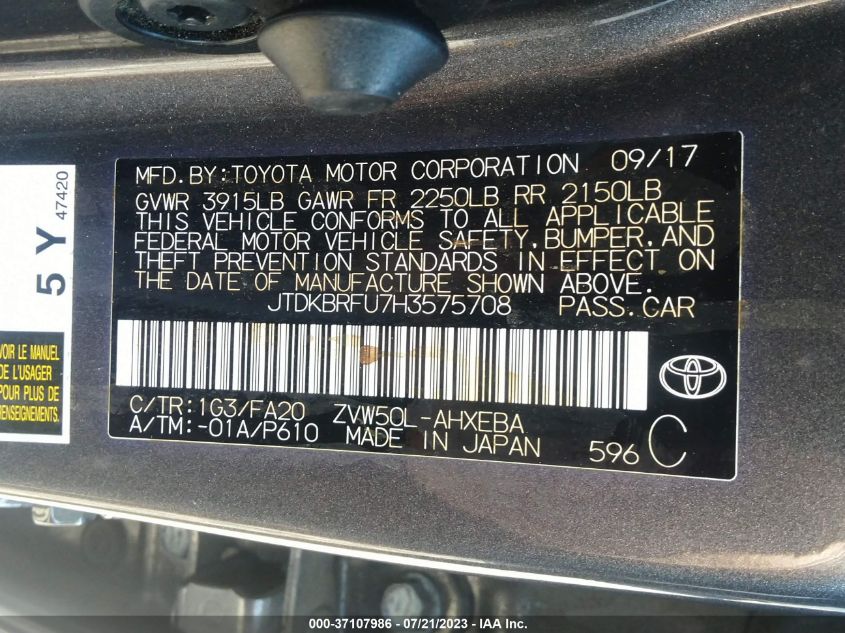 MFD.BY:TOYOTA MOTOR CORPORATION 09/17
GVWR 3915LB GAWR FR 2250LB RR 2150LB
THIS VEHICLE CONFORMS TO ALL APPLICABLE
FEDERAL MOTOR VEHICLE SAFETY,BUMPER,AND
THEFT PREVENTION STANDARDS IN EFFECT ON
THE DATE OF MANUFACTURE SHOWN ABOVE.
JTDKBRFU7H3575708 PASS.CAR
C/TR:1G3/FA20 ZVW50L-AHXEBA
A/TM:-01A/P610 MADE IN JAPAN 596 C
5 Y
47420
VOIR LE MANUEL
DE L'USAGER
POUR PLUS DE
RENSEIGNEMENTS
000-37107986 - 07/21/2023 - IAA Inc.